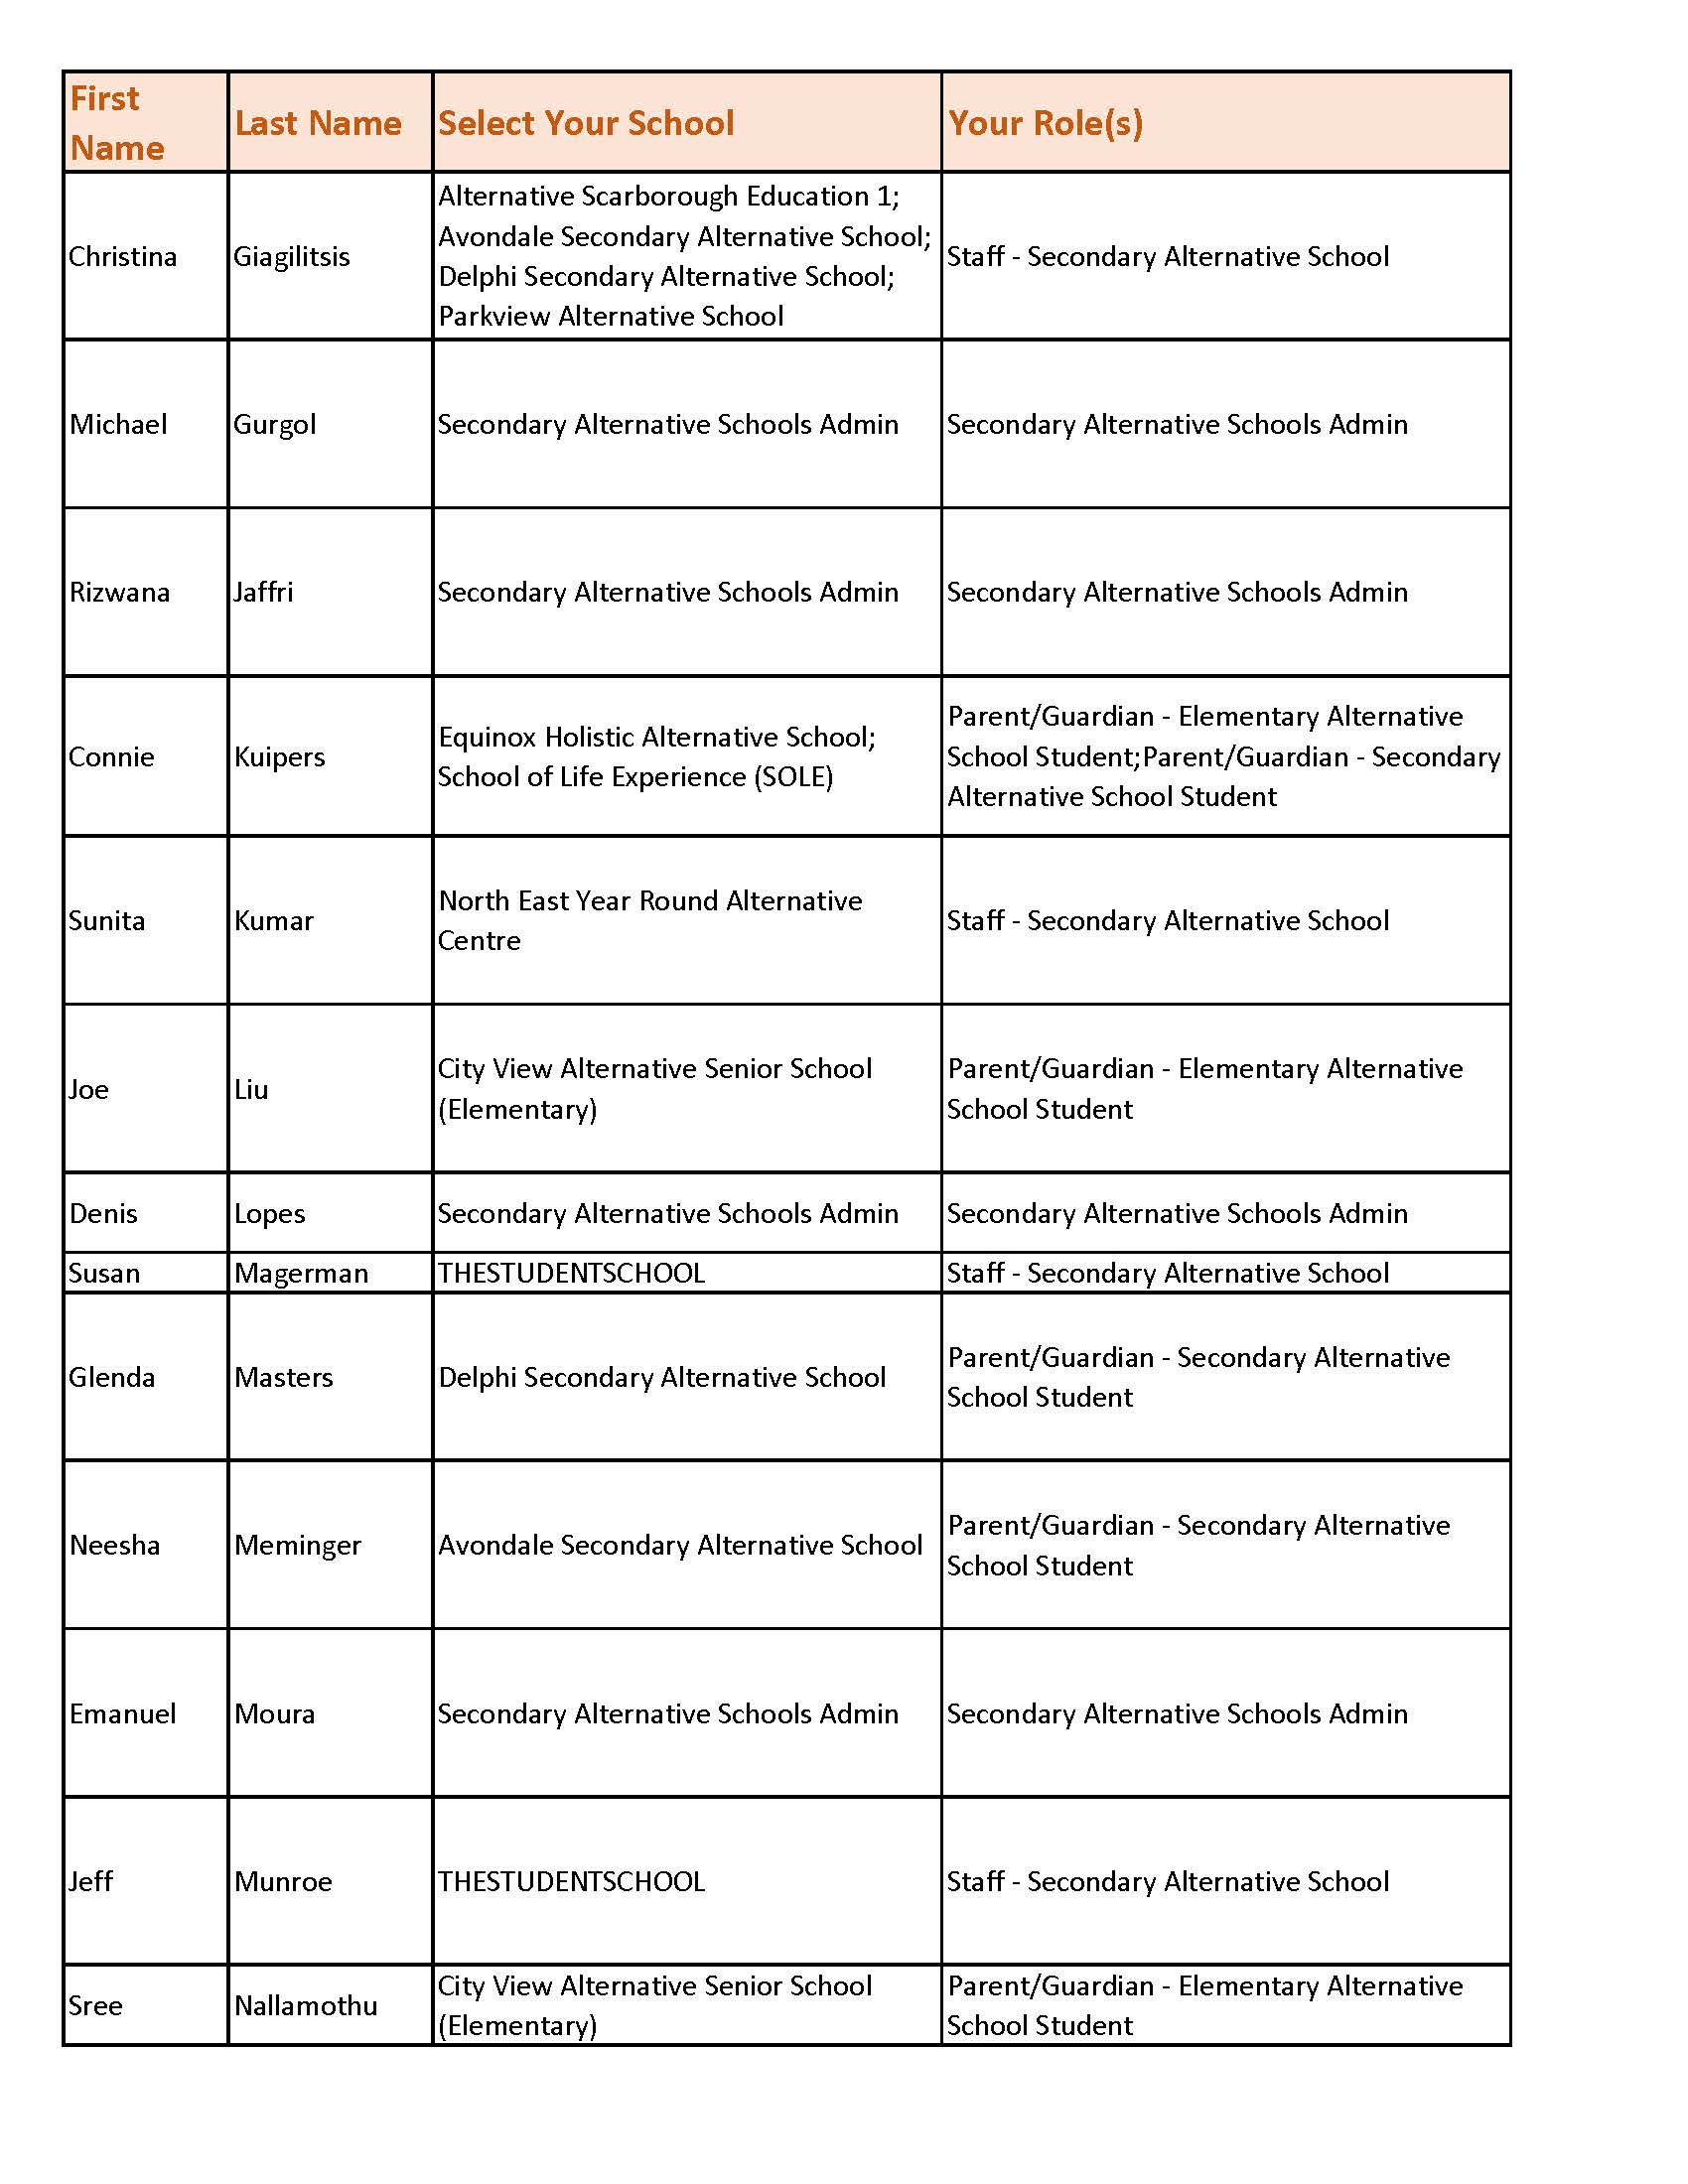 First Name | Last Name | Select Your School | Your Role(s)
Christina | Giagilitsis | Alternative Scarborough Education 1; Avondale Secondary Alternative School; Delphi Secondary Alternative School; Parkview Alternative School | Staff - Secondary Alternative School
Michael | Gurgol | Secondary Alternative Schools Admin | Secondary Alternative Schools Admin
Rizwana | Jaffri | Secondary Alternative Schools Admin | Secondary Alternative Schools Admin
Connie | Kuipers | Equinox Holistic Alternative School; School of Life Experience (SOLE) | Parent/Guardian - Elementary Alternative School Student;Parent/Guardian - Secondary Alternative School Student
Sunita | Kumar | North East Year Round Alternative Centre | Staff - Secondary Alternative School
Joe | Liu | City View Alternative Senior School (Elementary) | Parent/Guardian - Elementary Alternative School Student
Denis | Lopes | Secondary Alternative Schools Admin | Secondary Alternative Schools Admin
Susan | Magerman | THESTUDENTSCHOOL | Staff - Secondary Alternative School
Glenda | Masters | Delphi Secondary Alternative School | Parent/Guardian - Secondary Alternative School Student
Neesha | Meminger | Avondale Secondary Alternative School | Parent/Guardian - Secondary Alternative School Student
Emanuel | Moura | Secondary Alternative Schools Admin | Secondary Alternative Schools Admin
Jeff | Munroe | THESTUDENTSCHOOL | Staff - Secondary Alternative School
Sree | Nallamothu | City View Alternative Senior School (Elementary) | Parent/Guardian - Elementary Alternative School Student